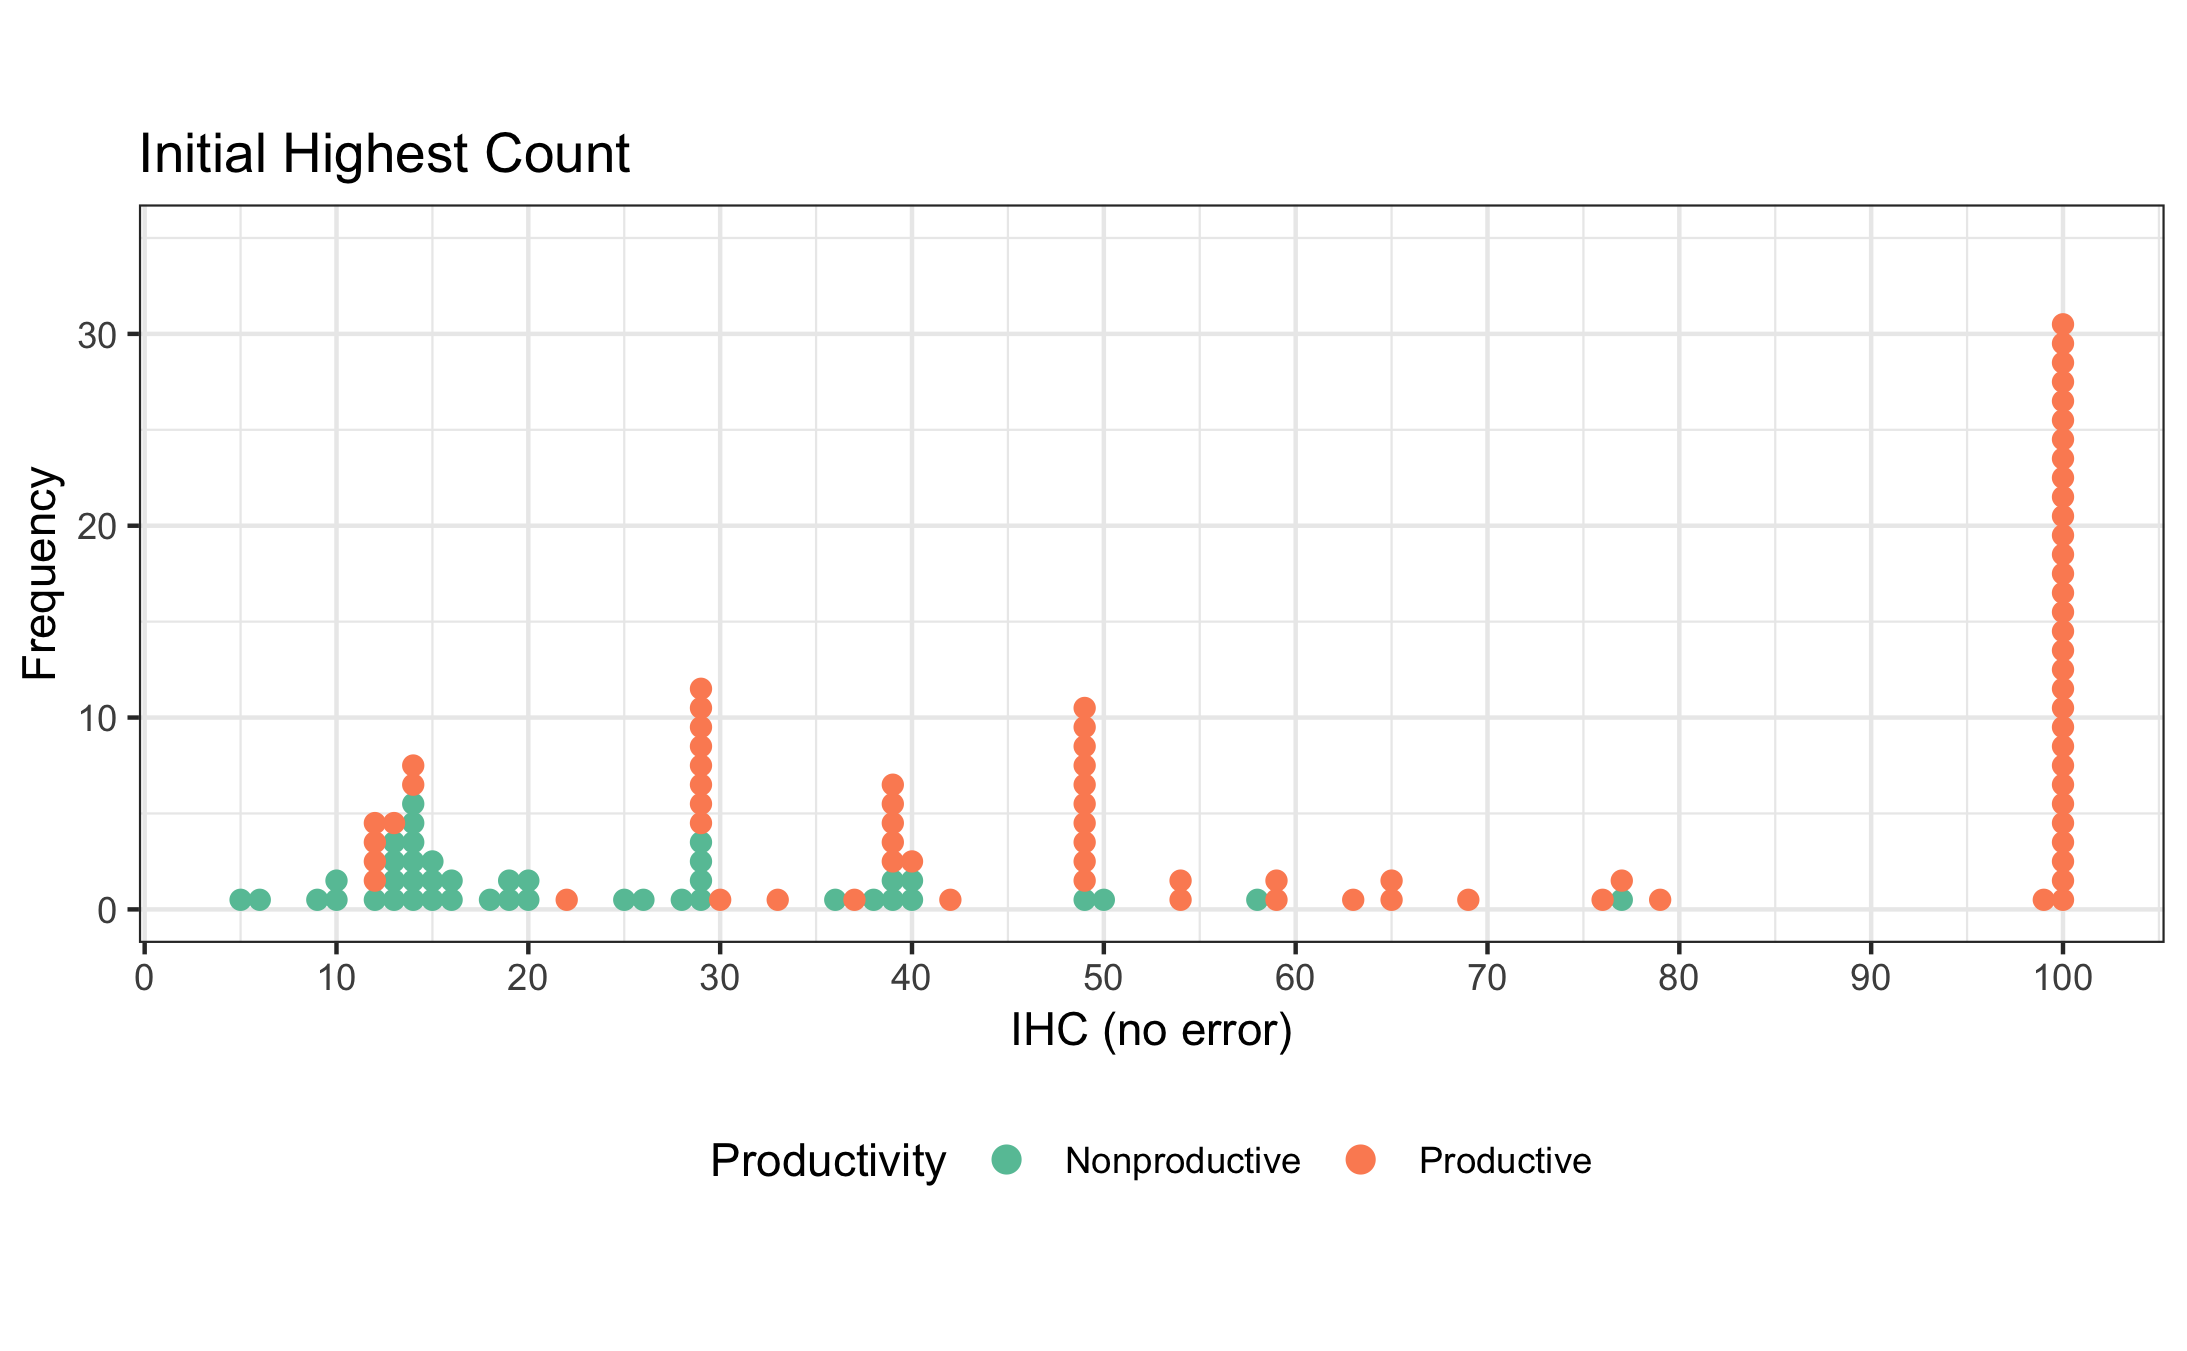 Initial Highest Count
Frequency
30
20
10
0
0 10 20 30 40 50 60 70 80 90 100
IHC (no error)
Productivity Nonproductive Productive